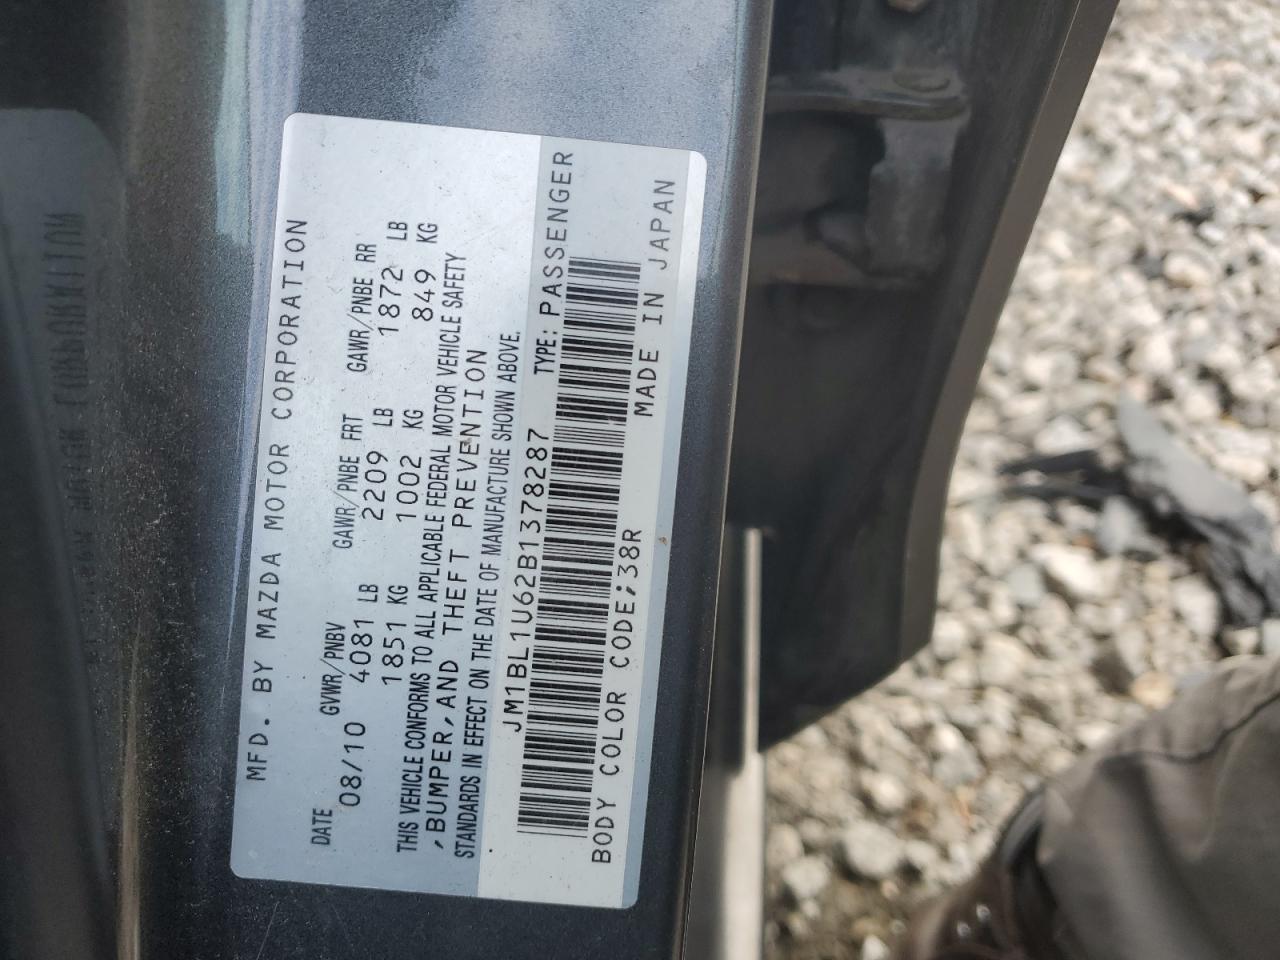 MFD. BY MAZDA MOTOR CORPORATION
DATE GVWR/PNBV GAWR/PNBE FRT GAWR/PNBE RR
08/10 4081 LB 2209 LB 1872 LB
1851 KG 1002 KG 849 KG
THIS VEHICLE CONFORMS TO ALL APPLICABLE FEDERAL MOTOR VEHICLE SAFETY
,BUMPER, AND THEFT PREVENTION
STANDARDS IN EFFECT ON THE DATE OF MANUFACTURE SHOWN ABOVE.
JM1BL1U62B1378287 TYPE: PASSENGER
BODY COLOR CODE;38R MADE IN JAPAN